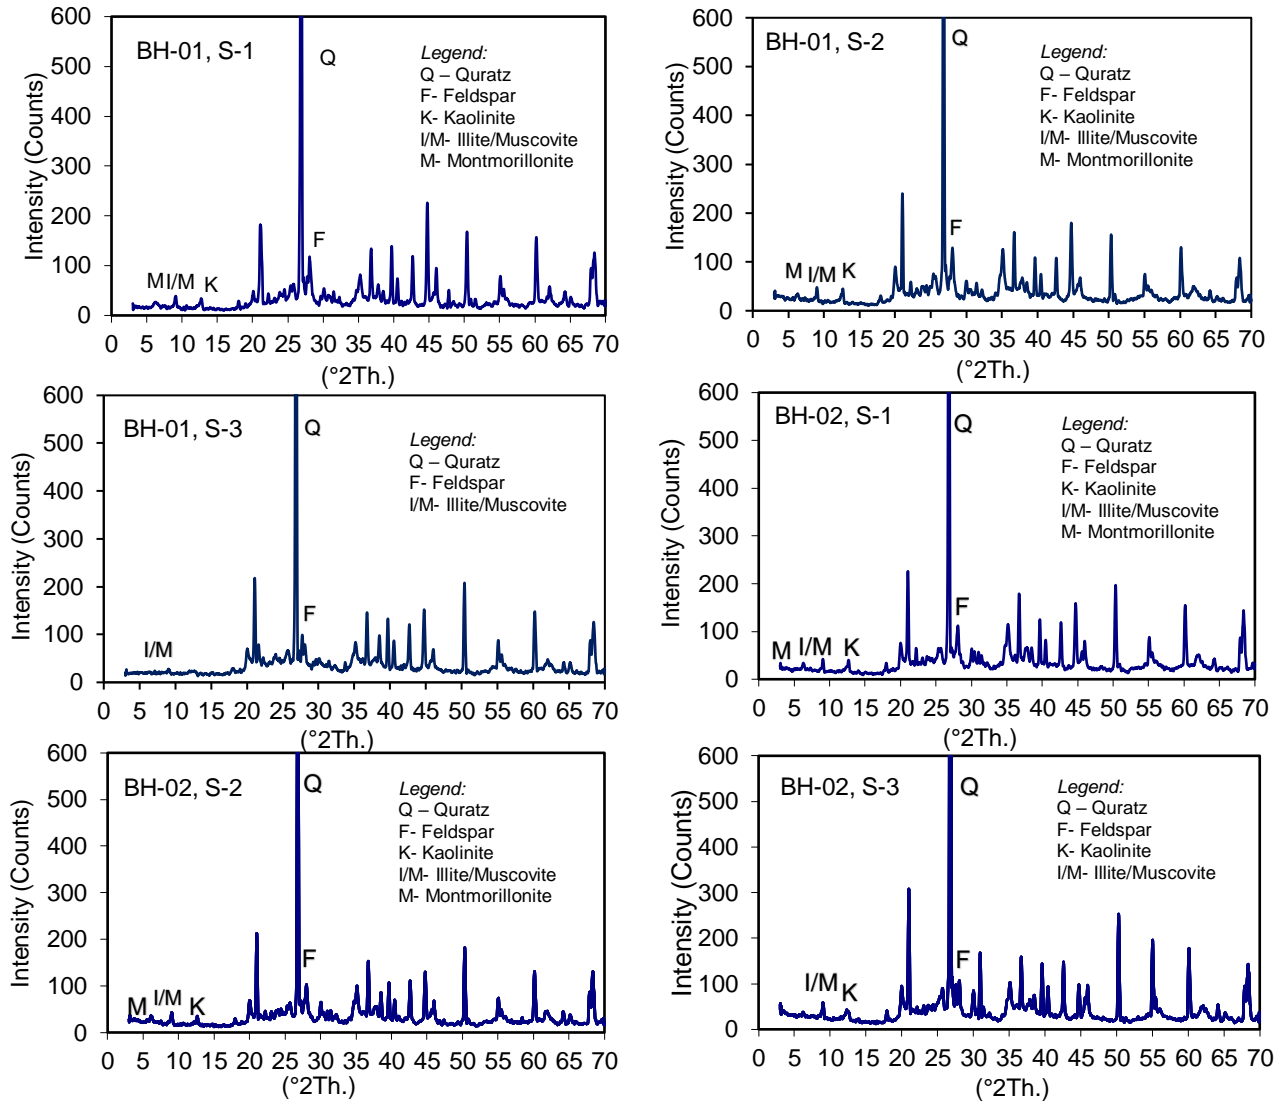 BH-01, S-1
Intensity (Counts)
600
500
400
300
200
100
0
Q
F
M I/M K
Legend:
Q – Quratz
F- Feldspar
K- Kaolinite
I/M- Illite/Muscovite
M- Montmorillonite
0 5 10 15 20 25 30 35 40 45 50 55 60 65 70
(°2Th.)
BH-01, S-2
Intensity (Counts)
600
500
400
300
200
100
0
Q
F
M I/M K
Legend:
Q – Quratz
F- Feldspar
K- Kaolinite
I/M- Illite/Muscovite
M- Montmorillonite
0 5 10 15 20 25 30 35 40 45 50 55 60 65 70
(°2Th.)
BH-01, S-3
Intensity (Counts)
600
500
400
300
200
100
0
Q
F
I/M
Legend:
Q – Quratz
F- Feldspar
I/M- Illite/Muscovite
0 5 10 15 20 25 30 35 40 45 50 55 60 65 70
(°2Th.)
BH-02, S-1
Intensity (Counts)
600
500
400
300
200
100
0
Q
F
M I/M K
Legend:
Q – Quratz
F- Feldspar
K- Kaolinite
I/M- Illite/Muscovite
M- Montmorillonite
0 5 10 15 20 25 30 35 40 45 50 55 60 65 70
(°2Th.)
BH-02, S-2
Intensity (Counts)
600
500
400
300
200
100
0
Q
F
M I/M K
Legend:
Q – Quratz
F- Feldspar
K- Kaolinite
I/M- Illite/Muscovite
M- Montmorillonite
0 5 10 15 20 25 30 35 40 45 50 55 60 65 70
(°2Th.)
BH-02, S-3
Intensity (Counts)
600
500
400
300
200
100
0
Q
F
I/M K
Legend:
Q – Quratz
F- Feldspar
K- Kaolinite
I/M- Illite/Muscovite
0 5 10 15 20 25 30 35 40 45 50 55 60 65 70
(°2Th.)